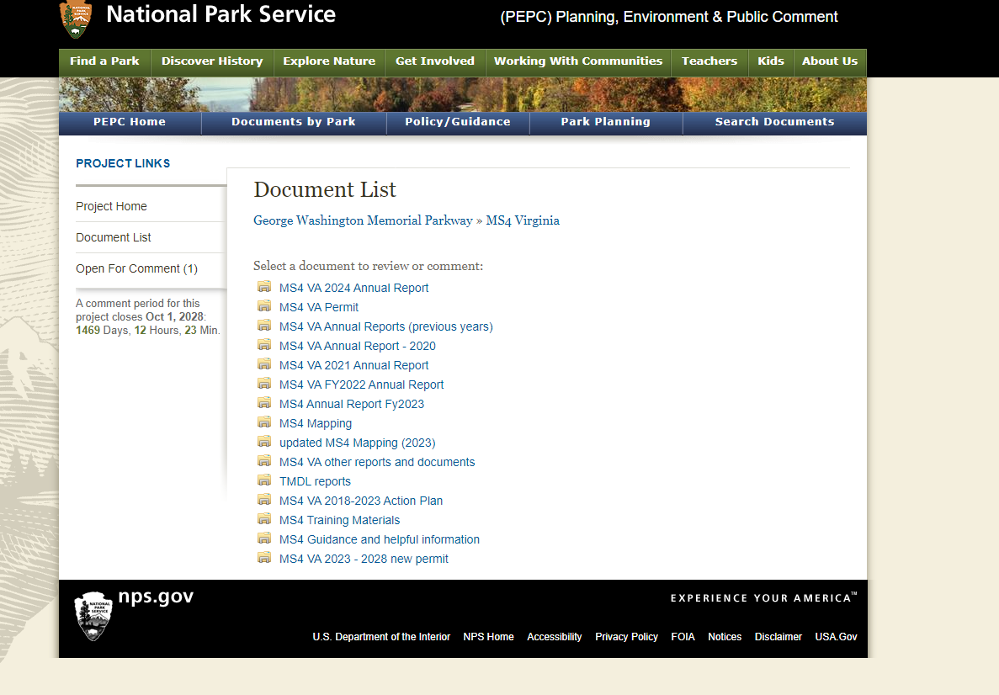 National Park Service
(PEPC) Planning, Environment & Public Comment
Find a Park Discover History Explore Nature Get Involved Working With Communities Teachers Kids About Us
PEPC Home Documents by Park Policy/Guidance Park Planning Search Documents
PROJECT LINKS
Project Home
Document List
Open For Comment (1)
A comment period for this
project closes Oct 1, 2028:
1469 Days, 12 Hours, 23 Min.
Document List
George Washington Memorial Parkway » MS4 Virginia
Select a document to review or comment:
MS4 VA 2024 Annual Report
MS4 VA Permit
MS4 VA Annual Reports (previous years)
MS4 VA Annual Report - 2020
MS4 VA 2021 Annual Report
MS4 VA FY2022 Annual Report
MS4 Annual Report Fy2023
MS4 Mapping
updated MS4 Mapping (2023)
MS4 VA other reports and documents
TMDL reports
MS4 VA 2018-2023 Action Plan
MS4 Training Materials
MS4 Guidance and helpful information
MS4 VA 2023 - 2028 new permit
NATIONAL
PARK
SERVICE
nps.gov
EXPERIENCE YOUR AMERICA™
U.S. Department of the Interior NPS Home Accessibility Privacy Policy FOIA Notices Disclaimer USA.Gov